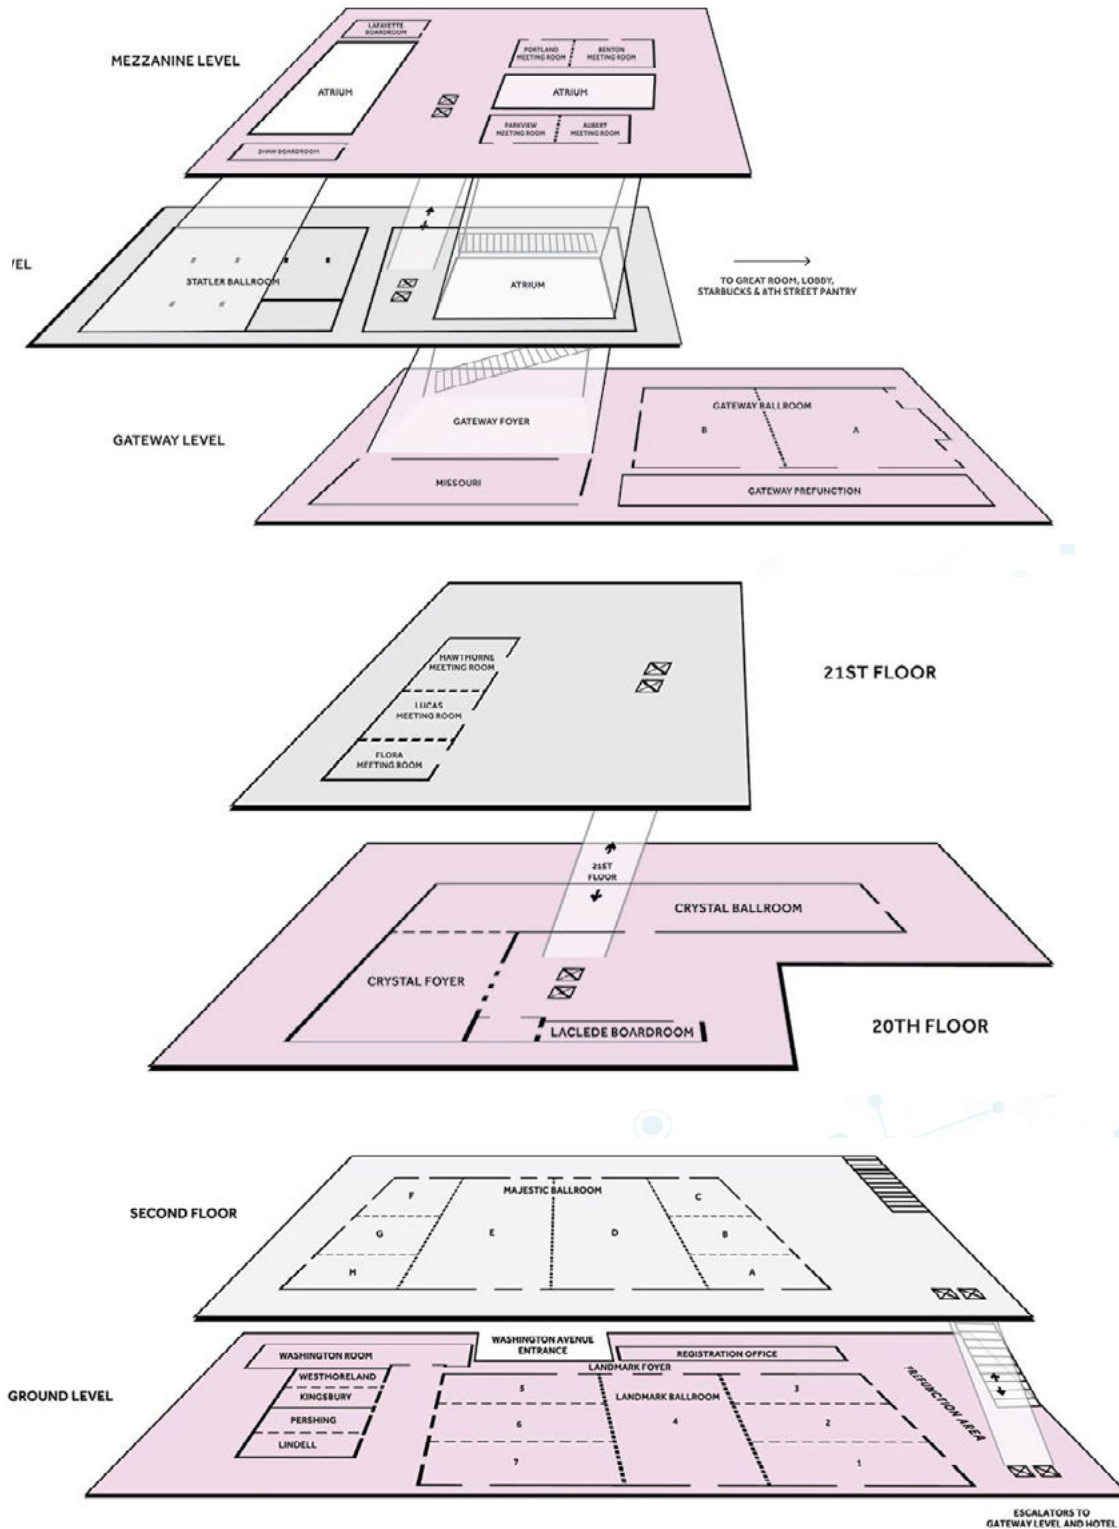 LAFAYETTE
BOARDROOM
MEZZANINE LEVEL
PORTLAND
MEETING ROOM
BENTON
MEETING ROOM
ATRIUM
ATRIUM
PARKVIEW
MEETING ROOM
AUBERT
MEETING ROOM
SHAW BOARDROOM
VEL
STATLER BALLROOM
ATRIUM
TO GREAT ROOM, LOBBY,
STARBUCKS & 8TH STREET PANTRY
GATEWAY LEVEL
GATEWAY FOYER
MISSOURI
GATEWAY BALLROOM
B
A
GATEWAY PREFUNCTION
HAWTHORNE
MEETING ROOM
LUCAS
MEETING ROOM
FLORA
MEETING ROOM
21ST FLOOR
21ST
FLOOR
CRYSTAL BALLROOM
CRYSTAL FOYER
LACLEDE BOARDROOM
20TH FLOOR
SECOND FLOOR
MAJESTIC BALLROOM
F
G
H
E
D
C
B
A
GROUND LEVEL
WASHINGTON AVENUE
ENTRANCE
WASHINGTON ROOM
REGISTRATION OFFICE
LANDMARK FOYER
WESTMORELAND
KINGSBURY
PERSHING
LINDELL
LANDMARK BALLROOM
5
6
7
4
3
2
1
PREFUNCTION AREA
ESCALATORS TO
GATEWAY LEVEL AND HOTEL